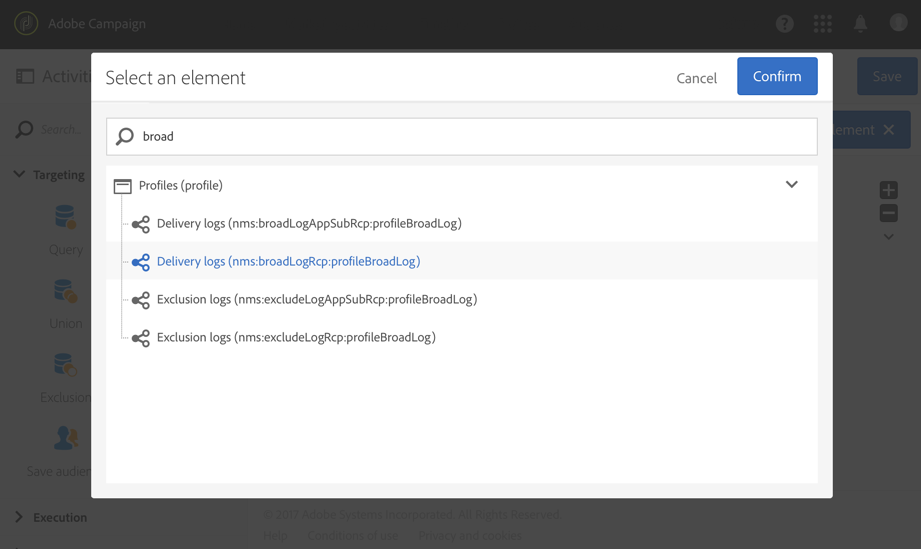 Adobe Campaign
Activiti
Save
Select an element
Cancel
Confirm
Search..
broad
lement
Targeting
Profiles (profile)
Delivery logs (nms:broadLogAppSubRcp:profileBroadLog)
Query
Delivery logs (nms:broadLogRcp:profileBroadLog)
Exclusion logs (nms:excludeLogAppSubRcp:profileBroadLog)
Union
Exclusion logs (nms:excludeLogRcp:profileBroadLog)
Exclusion
Save audien
Execution
© 2017 Adobe Systems Incorporated. All Rights Reserved
Help Conditions of use Privacy and cookies